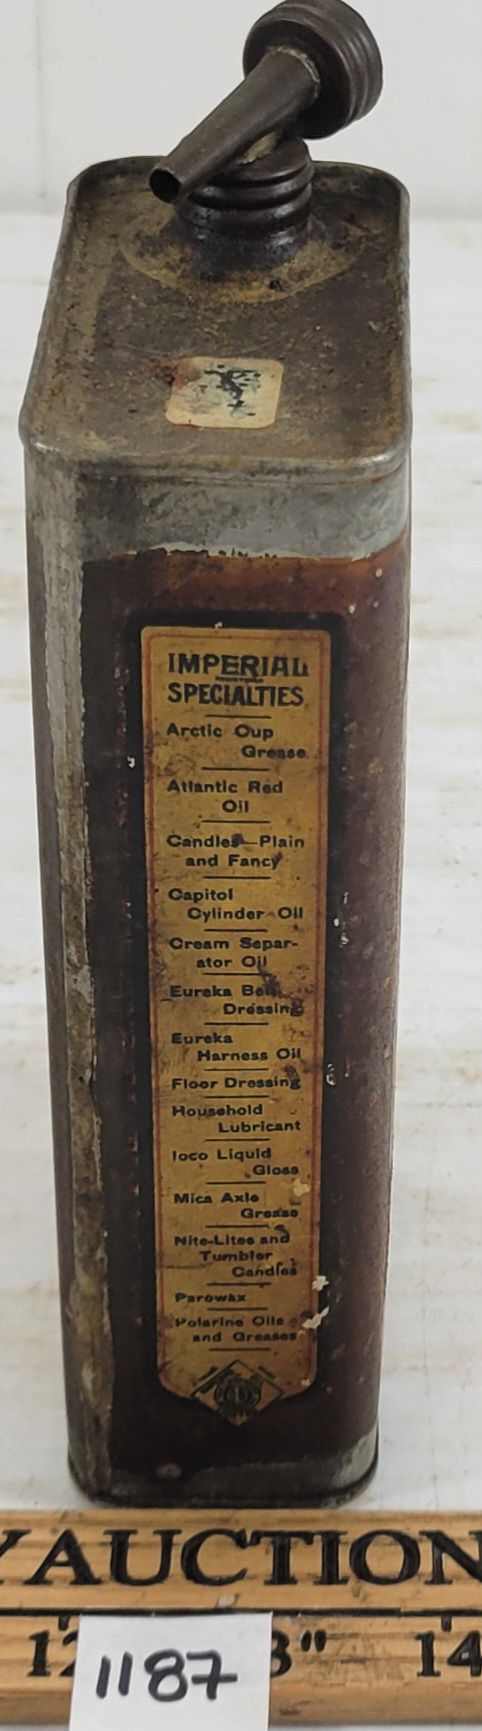 IMPERIAL
SPECIALTIES
Arctic Cup
Grease
Atlantic Red
Oil
Candles—Plain
and Fancy
Capitol
Cylinder Oil
Cream Separ-
ator Oil
Eureka Belt
Dressing
Eureka
Harness Oil
Floor Dressing
Household
Lubricant
Ioco Liquid
Gloss
Mica Axle
Grease
Nite-Lites and
Tumbler
Candles
Parowax
Polarine Oils
and Greases
AUCTION
12 3" 14
1187